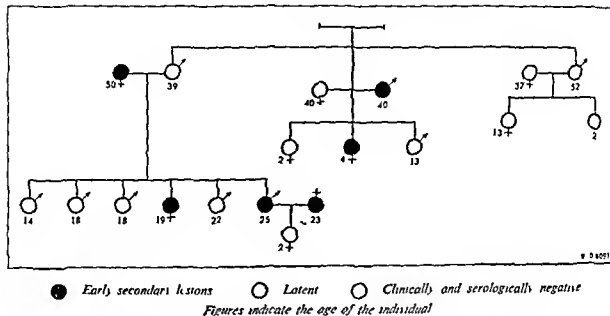 50 39 40 40 37 52
13 2
2 4 13
14 18 18 19 22 25 23
2
Early secondari lesions Latent Clinically and serologically negative
Figures indicate the age of the individual